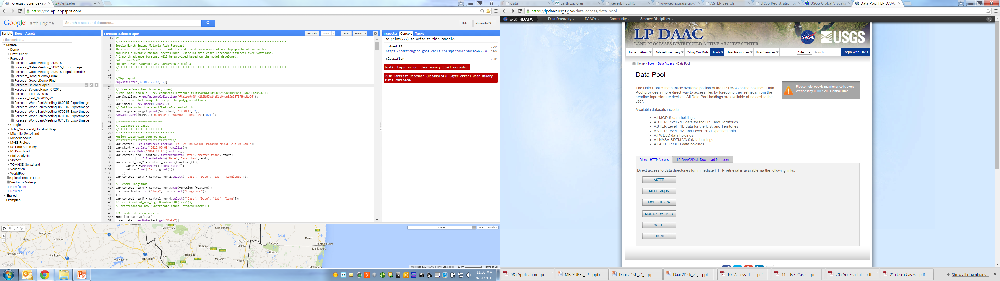 Forecast_SciencePap
ArifZefen
https://ee-api.appspot.com
Google Earth Engine
Search places and datasets...
Help
alemayehu79
Scripts Docs Assets
Filter scripts...
Private
Demo
Draft_Script
Forecast
Forecast_GatesMeeting_013015
Forecast_GatesMeeting_013015_ExportImage
Forecast_GatesMeeting_073015_PopulationRisk
Forecast_GoogleDemo_080415
Forecast_GoogleDemo_Final
Forecast_SciencePaper
Forecast_SciencePaper_072015
Forecast_Test_072015
Forecast_Test_072015_v2
Forecast_WorldBankMeeting_060215_ExportImage
Forecast_WorldBankMeeting_061615_ExportImage
Forecast_WorldBankMeeting_070215_ExportImage
Forecast_WorldBankMeeting_070615_ExportImage
Forecast_WorldBankMeeting_071315_ExportImage
Google
John_Swaziland_HousholdMap
Michelle_Swaziland
Missellaneous
MyEE Project
RS Data Summary
RS Download
Risk Analysis
Skybox
TOMNOD Swaziland
Validation
WorldPop
Upload_Raster_EE.js
VectorToRaster.js
+ New folder
+ New file
Shared
Examples
Forecast_SciencePaper
Get Link Save Run Reset
1 /*
2 //*****************************************************************************************************
3 Google Earth Engine Malaria Risk Forecast
4 This script extracts values of satellite derived environmental and topographical variables
5 and runs a dynamic random forests model using malaria cases (presence/absence) over Swaziland.
6 A 1 month advance forecast will be provided based on the model developed.
7 Date: 06/02/2015
8 Authors: Hugh Sturrock and Alemayehu Midekisa
9 //*****************************************************************************************************
10 */
11
12 //Map Layout
13 Map.setCenter(32.01,-26.87, 9);
14
15 // Create Swaziland boundary (new)
16 //var Swaziland_Old = ee.FeatureCollection('ft:1zmvdNOGmi0AG8BQY09wKknM2N5K_3YQwBL8nRSxQ');
17 var Swaziland = ee.FeatureCollection('ft:1pY9y9M_M1LZWGQbW4zKte0ndmS5ml8T3RHhsWzQ6');
18 // Create a blank image to accept the polygon outlines.
19 var image1 = ee.Image(0).mask(0);
20 // Outline using the specified color and width.
21 var image2 = image1.paint(Swaziland, 'ff00ff', 2);
22 Map.addLayer(image2, {'palette': '000000', 'opacity': 0.5});
23
24 //**************************
25 // Distance to Cases
26 //**************************
27 /**********************************
28 Fusion table with control data
29 ***********************************/
30 var control = ee.FeatureCollection('ft:19v_0hbHWwFRH-1PfoQpm0_ek6Qd_-c9o_UKfGqhJ');
31 var start = ee.Date('2012-09-03').millis();
32 var end = ee.Date('2014-12-13').millis();
33 var control_new = control.filterMetadata('Date','greater_than', start)
34 .filterMetadata('Date','less_than', end);
35 var control_new_2 = control_new.map(function(f) {
36 var g = f.geometry().coordinates();
37 return f.set('lat', g.get(1))
38 })
39 var control_new_3 = control_new_2.select(['Case', 'Date', 'lat', 'Longitude']);
40
41 // Rename longitude
42 var control_new_4 = control_new_3.map(function (feature) {
43 return feature.set("long", feature.get("Longitude"));
44 });
45 var control_new_5 = control_new_4.select(['Case', 'Date', 'lat', 'long']);
46 // print(control_new_5.getDownloadURL('csv'));
47 // print(control_new_5.aggregate_count('system:index'));
48
49 //Calander date conversion
50 function datecal(test) {
51 var date = ee.Date(test.get("Date"));
Inspector Console Tasks
Use print(...) to write to this console.
joined RS JSON
https://earthengine.googleapis.com/api/table?docid=b566a... JSON
classifier JSON
test2: Layer error: User memory limit exceeded.
Risk Forecast December (Resampled): Layer error: User memory
limit exceeded.
Layers Map Satellite
Mankayane Siphofaneni
Morgenzon
Alpha Hanover
Standerton Aankomst
KwaNgema Piet Retief
Gege
Kubuta
Hlatikulu
Big Bend
Matata
Maloma
Nsoko
Catuane
Ndumu
Daniel
Ponta do Ouro
Mahlungulu
Malangeni
Google
Map data ©2015 AfriGIS (Pty) Ltd, Google 20 km Terms of Use
11:03 AM
8/31/2015
data
EarthExplorer
Reverb | ECHO
www.echo.nasa.gov/
ASTER Search
EROS Registration Sy
USGS Global Visualiz
Data Pool | LP DAAC
https://lpdaac.usgs.gov/data_access/data_pool
EARTHDATA Data Discovery DAACs Community Science Disciplines
LP DAAC
LAND PROCESSES DISTRIBUTED ACTIVE ARCHIVE CENTER
NASA
USGS
Home About Dataset Discovery Citing Our Data Tools User Resources User Services Site Search Login with URS
Home > Tools > Data Access > Data Pool
Data Pool
The Data Pool is the publicly available portion of the LP DAAC online holdings. Data
Pool provides a more direct way to access files by foregoing their retrieval from the
nearline tape storage devices. All Data Pool holdings are available at no cost to the
user.
Please note weekly maintenance is every
Wednesday 0800-1200 Central Time.
Available datasets include:
All MODIS data holdings
ASTER Level - 1T data for the U.S. and Territories
ASTER Level - 1B data for the U.S. and Territories
ASTER Level - 1A and Level - 1B Expedited data
All WELD data holdings
All NASA SRTM V3.0 data holdings
All ASTER GED data holdings
Direct HTTP Access LP DAAC2Disk Download Manager
Direct access to data directories for immediate HTTP retrieval is available via the following links:
ASTER
MODIS AQUA
MODIS TERRA
MODIS COMBINED
WELD
SRTM
08+Application....pdf
MEaSUREs_LP....pptx
Daac2Disk_v4_....ppt
Daac2Disk_v4_....ppt
10+Access+Tal....pdf
11+Use+Cases....pdf
20+Access+Tal....pdf
21+Use+Cases....pdf
Show all downloads...